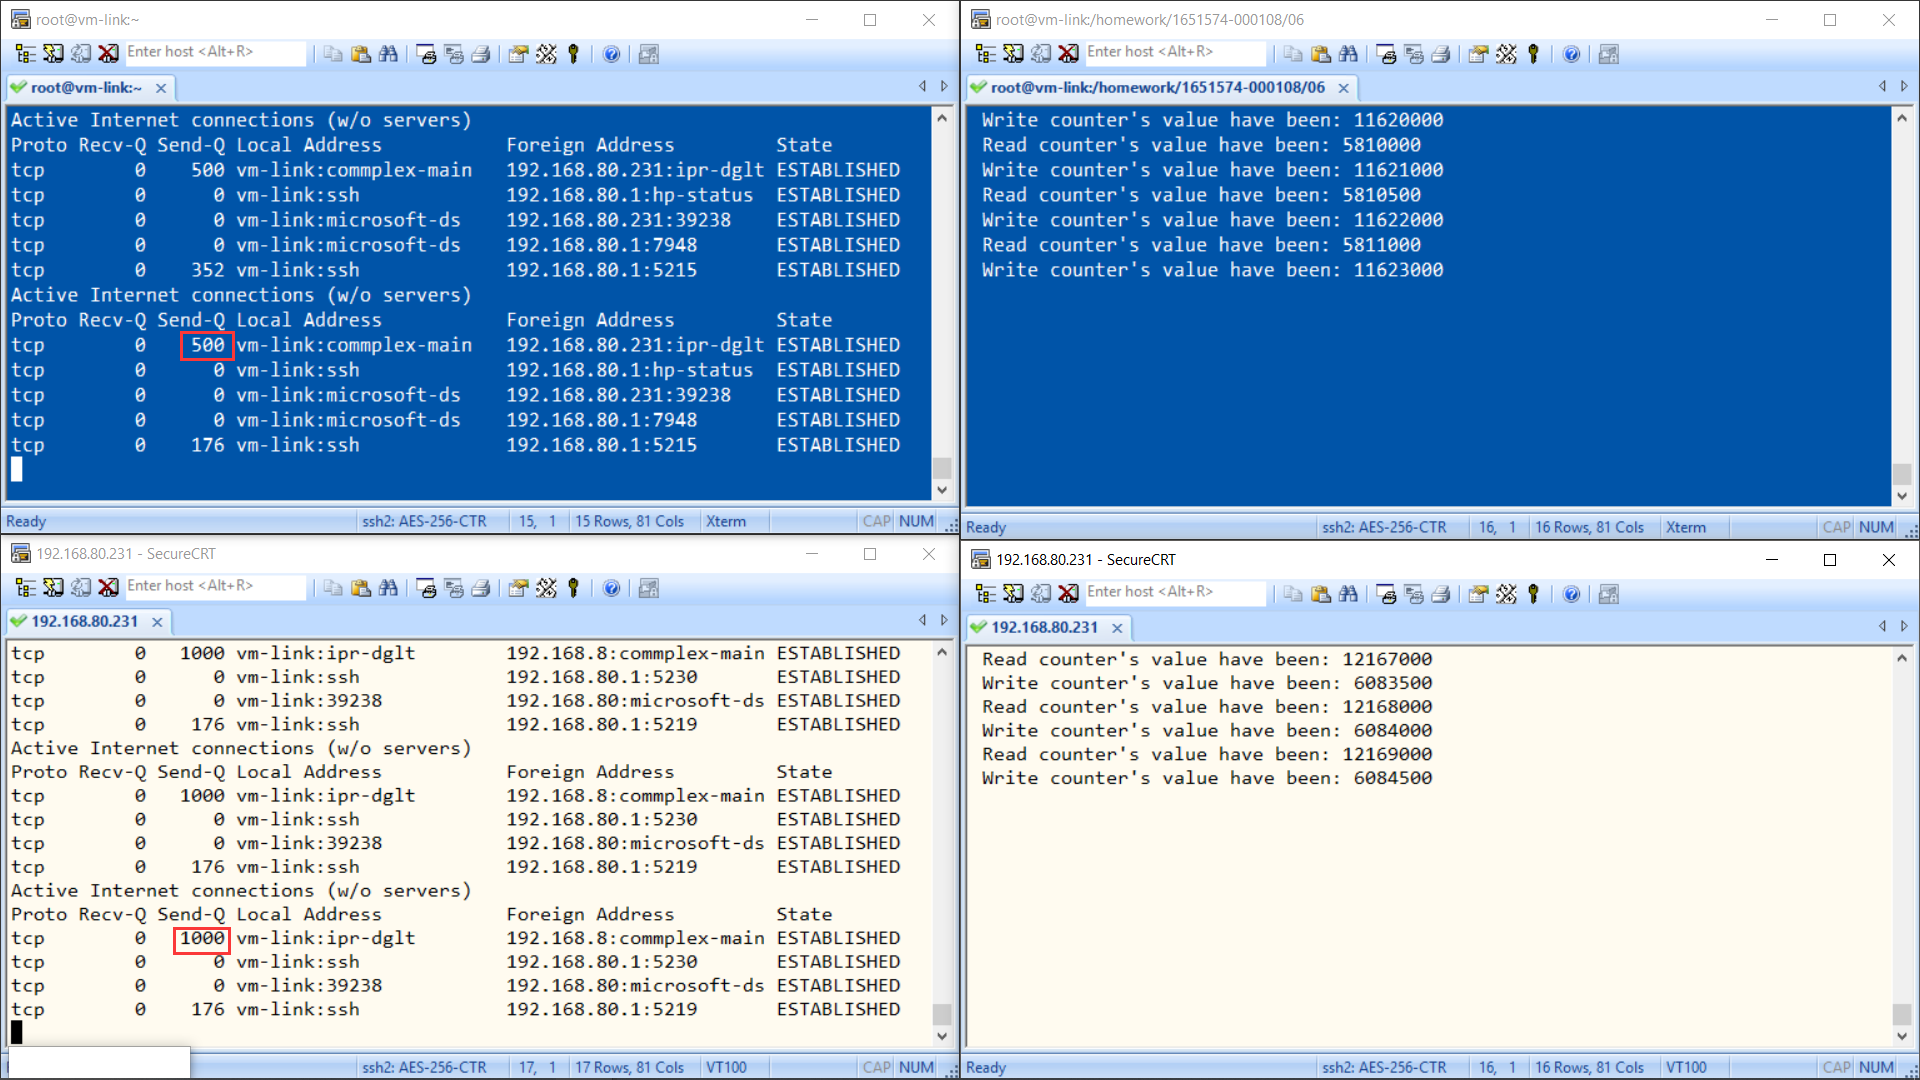 root@vm-link:~
Enter host <Alt+R>
root@vm-link:~
Active Internet connections (w/o servers)
Proto Recv-Q Send-Q Local Address Foreign Address State
tcp 0 500 vm-link:commplex-main 192.168.80.231:ipr-dglt ESTABLISHED
tcp 0 0 vm-link:ssh 192.168.80.1:hp-status ESTABLISHED
tcp 0 0 vm-link:microsoft-ds 192.168.80.231:39238 ESTABLISHED
tcp 0 0 vm-link:microsoft-ds 192.168.80.1:7948 ESTABLISHED
tcp 0 352 vm-link:ssh 192.168.80.1:5215 ESTABLISHED
Active Internet connections (w/o servers)
Proto Recv-Q Send-Q Local Address Foreign Address State
tcp 0 500 vm-link:commplex-main 192.168.80.231:ipr-dglt ESTABLISHED
tcp 0 0 vm-link:ssh 192.168.80.1:hp-status ESTABLISHED
tcp 0 0 vm-link:microsoft-ds 192.168.80.231:39238 ESTABLISHED
tcp 0 0 vm-link:microsoft-ds 192.168.80.1:7948 ESTABLISHED
tcp 0 176 vm-link:ssh 192.168.80.1:5215 ESTABLISHED
Ready ssh2: AES-256-CTR 15, 1 15 Rows, 81 Cols Xterm CAP NUM
root@vm-link:/homework/1651574-000108/06
Enter host <Alt+R>
root@vm-link:/homework/1651574-000108/06
Write counter's value have been: 11620000
Read counter's value have been: 5810000
Write counter's value have been: 11621000
Read counter's value have been: 5810500
Write counter's value have been: 11622000
Read counter's value have been: 5811000
Write counter's value have been: 11623000
Ready ssh2: AES-256-CTR 16, 1 16 Rows, 81 Cols Xterm CAP NUM
192.168.80.231 - SecureCRT
Enter host <Alt+R>
192.168.80.231
tcp 0 1000 vm-link:ipr-dglt 192.168.8:commplex-main ESTABLISHED
tcp 0 0 vm-link:ssh 192.168.80.1:5230 ESTABLISHED
tcp 0 0 vm-link:39238 192.168.80:microsoft-ds ESTABLISHED
tcp 0 176 vm-link:ssh 192.168.80.1:5219 ESTABLISHED
Active Internet connections (w/o servers)
Proto Recv-Q Send-Q Local Address Foreign Address State
tcp 0 1000 vm-link:ipr-dglt 192.168.8:commplex-main ESTABLISHED
tcp 0 0 vm-link:ssh 192.168.80.1:5230 ESTABLISHED
tcp 0 0 vm-link:39238 192.168.80:microsoft-ds ESTABLISHED
tcp 0 176 vm-link:ssh 192.168.80.1:5219 ESTABLISHED
Active Internet connections (w/o servers)
Proto Recv-Q Send-Q Local Address Foreign Address State
tcp 0 1000 vm-link:ipr-dglt 192.168.8:commplex-main ESTABLISHED
tcp 0 0 vm-link:ssh 192.168.80.1:5230 ESTABLISHED
tcp 0 0 vm-link:39238 192.168.80:microsoft-ds ESTABLISHED
tcp 0 176 vm-link:ssh 192.168.80.1:5219 ESTABLISHED
ssh2: AES-256-CTR 17, 1 17 Rows, 81 Cols VT100 CAP NUM
192.168.80.231 - SecureCRT
Enter host <Alt+R>
192.168.80.231
Read counter's value have been: 12167000
Write counter's value have been: 6083500
Read counter's value have been: 12168000
Write counter's value have been: 6084000
Read counter's value have been: 12169000
Write counter's value have been: 6084500
Ready ssh2: AES-256-CTR 16, 1 16 Rows, 81 Cols VT100 CAP NUM